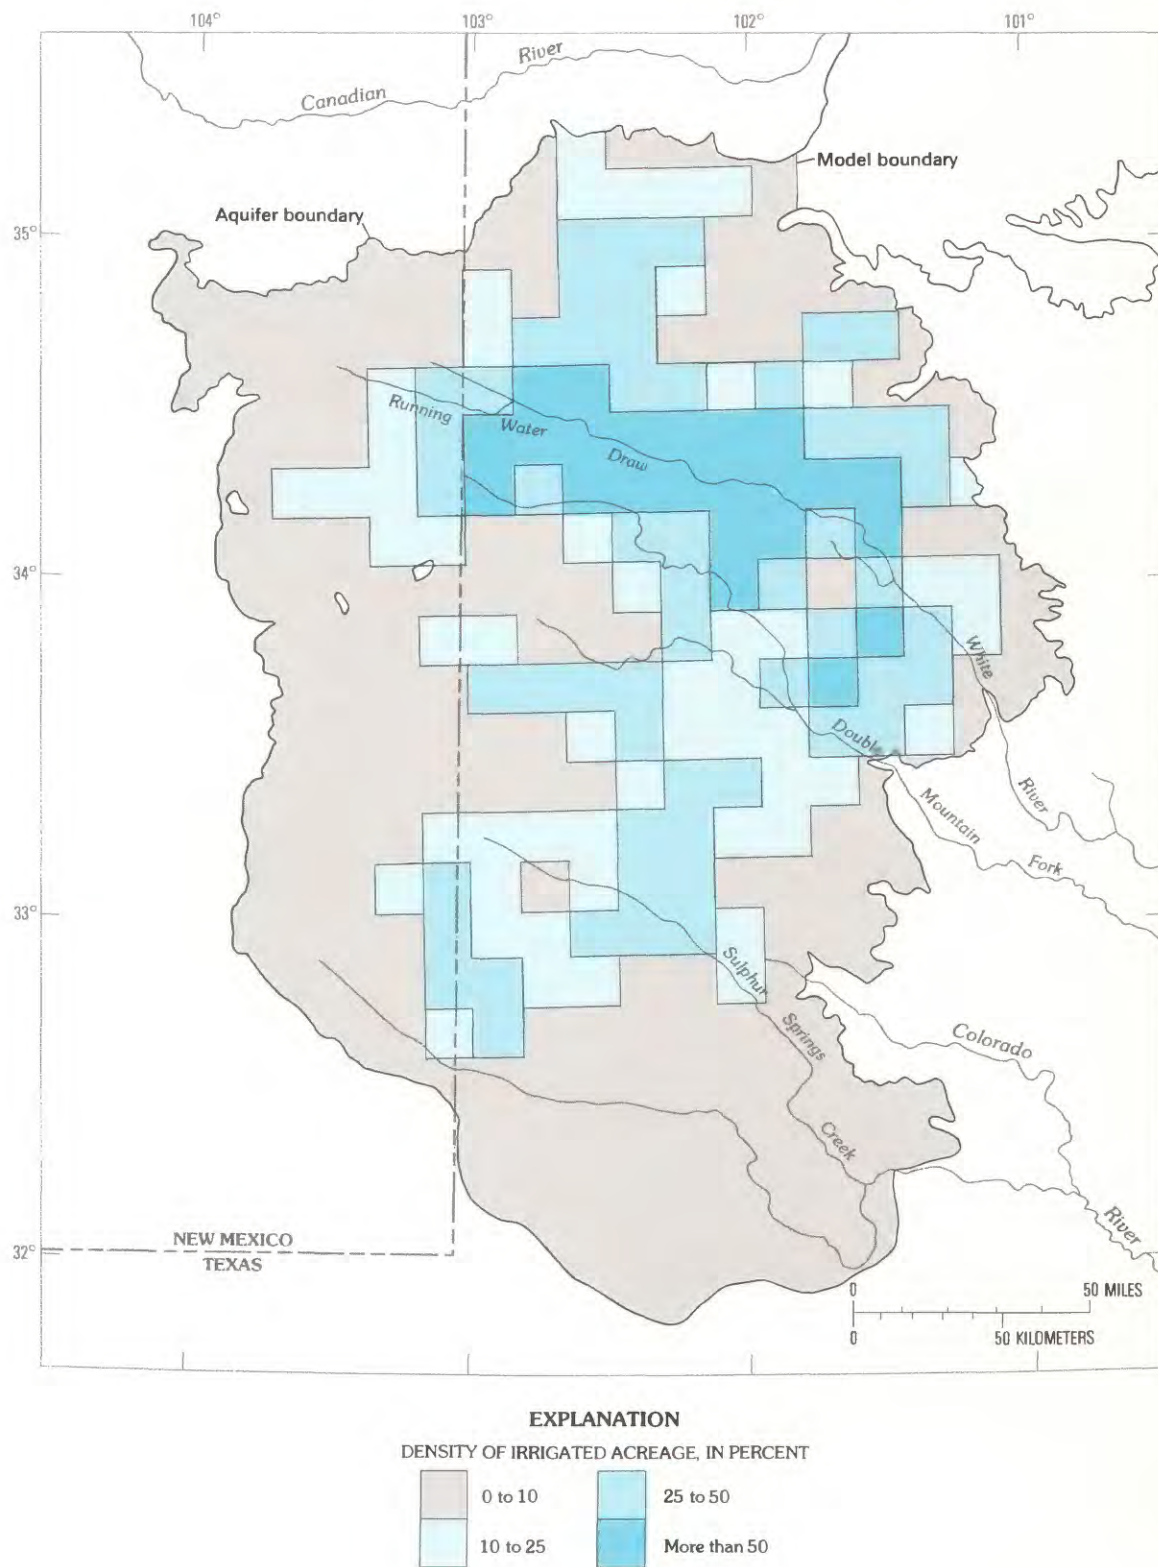 104°
103°
102°
101°
Canadian
River
Model boundary
Aquifer boundary
35°
Running
Water
Draw
34°
White
Double
River
Mountain
Fork
33°
Sulphur
Springs
Colorado
Creek
River
NEW MEXICO
TEXAS
32°
0 50 MILES
0 50 KILOMETERS
EXPLANATION
DENSITY OF IRRIGATED ACREAGE, IN PERCENT
0 to 10
25 to 50
10 to 25
More than 50